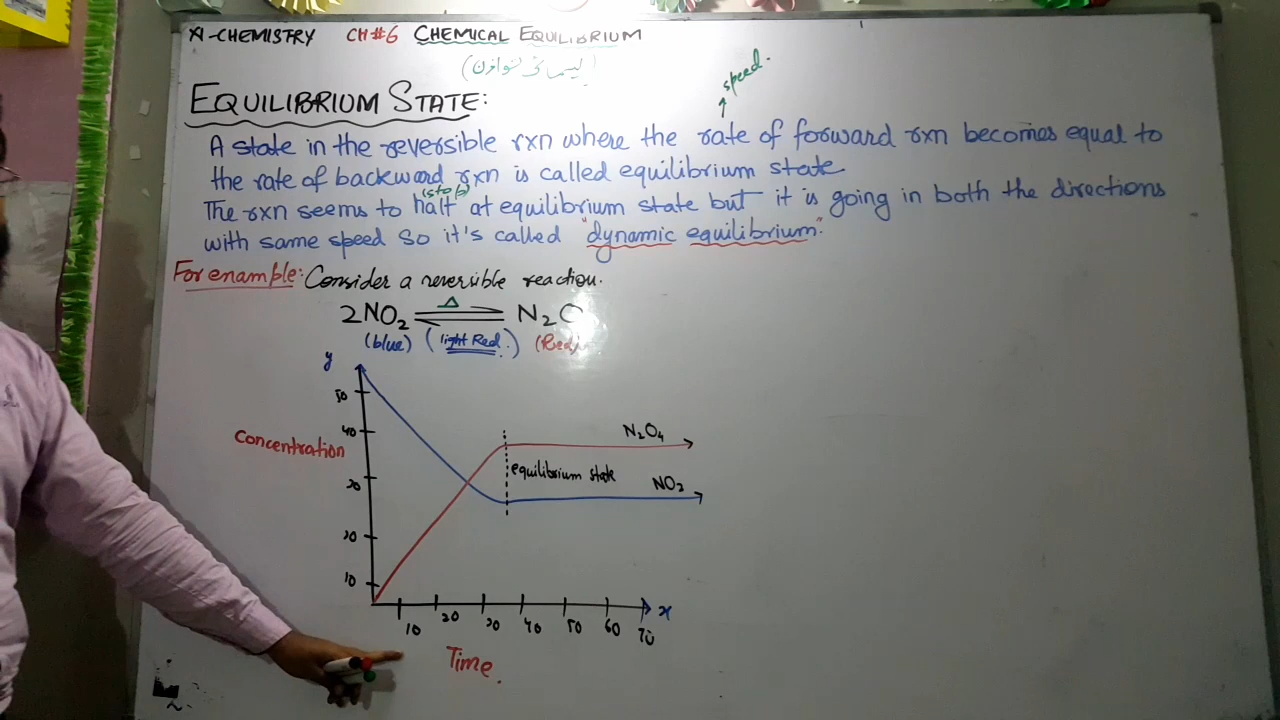 XI-CHEMISTRY CH#6 CHEMICAL EQUILIBRIUM
speed.
EQUILIBRIUM STATE:
A state in the reversible rxn where the rate of forward rxn becomes equal to
the rate of backward rxn is called equilibrium state
(stop)
The rxn seems to halt at equilibrium state but it is going in both the directions
with same speed so it's called "dynamic equilibrium".
For enample: Consider a reversible reaction.
2NO₂ ⇌ N₂O
Δ
(blue) (light Red.) (Red)
y
50
40
30
20
10
Concentration
N₂O₄
equilibrium state
NO₂
x
10 20 30 40 50 60 70
Time.